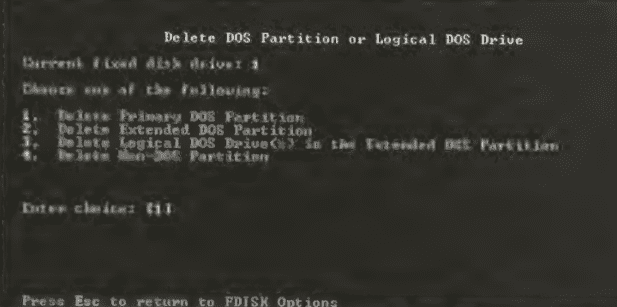 Delete DOS Partition or Logical DOS Drive
Current fixed disk drive: 1
Choose one of the following:
1. Delete Primary DOS Partition
2. Delete Extended DOS Partition
3. Delete Logical DOS Drive(s) in the Extended DOS Partition
4. Delete Non-DOS Partition
Enter choice: [1]
Press Esc to return to FDISK Options